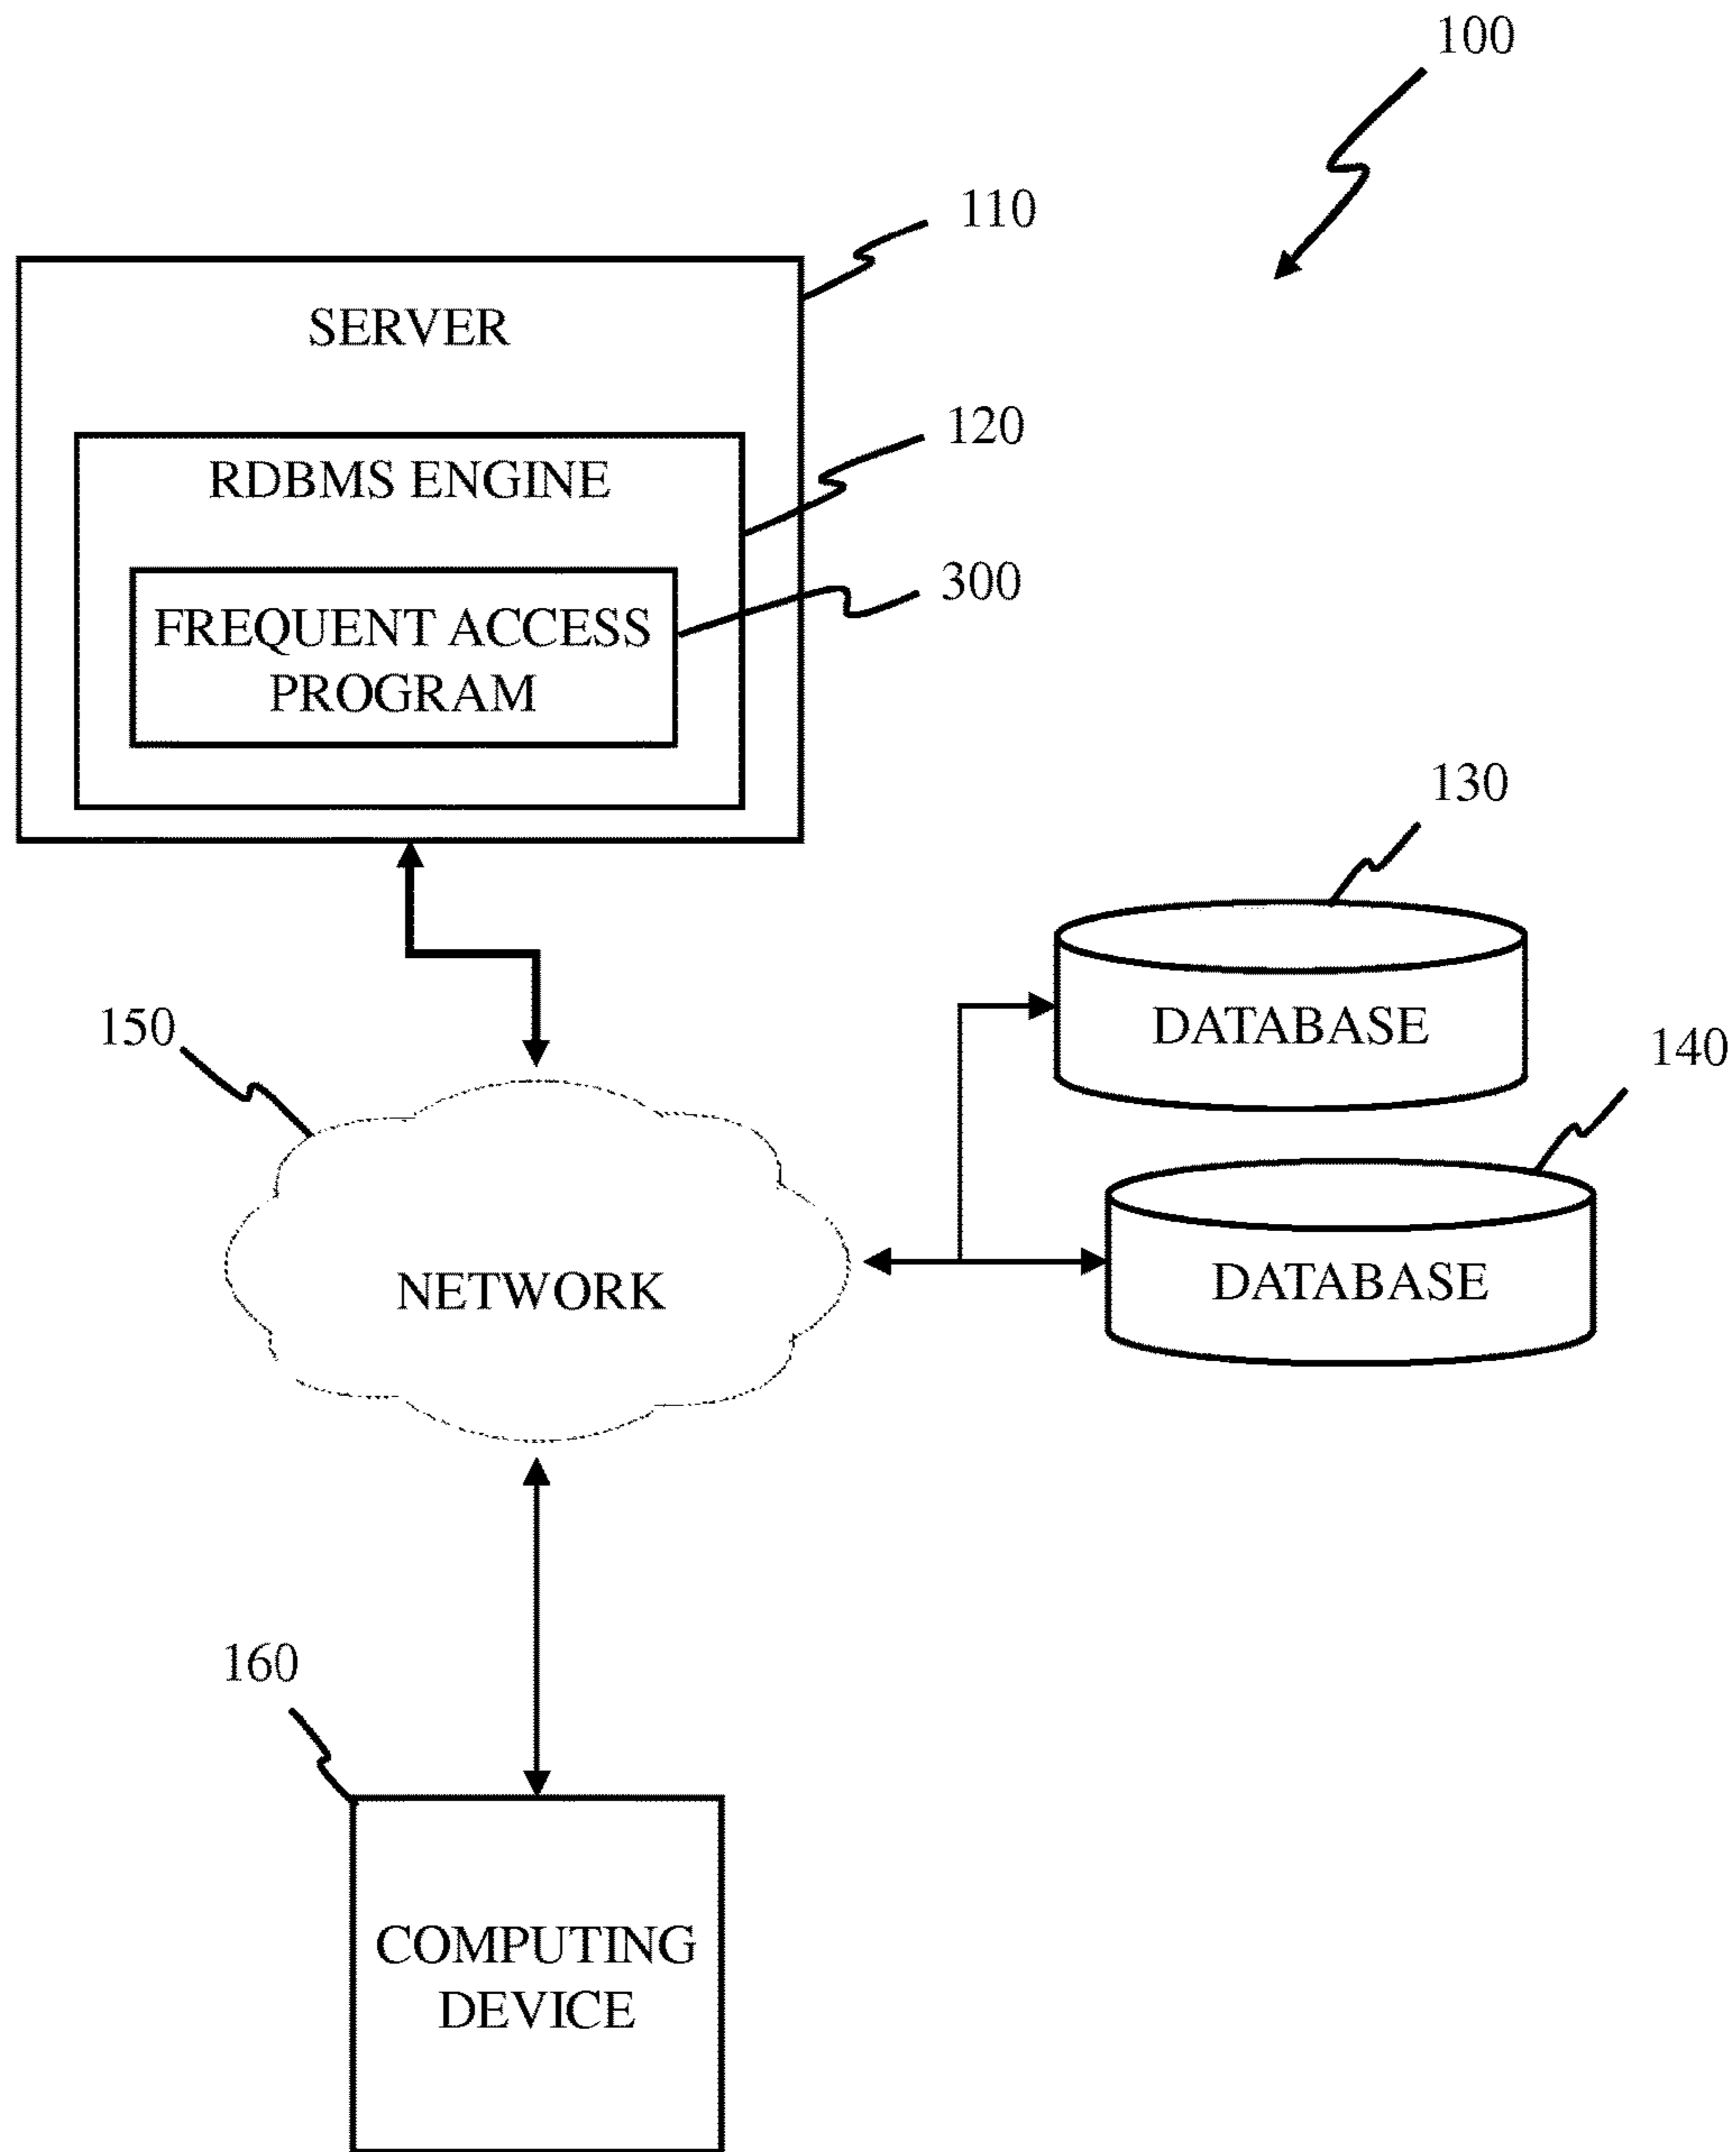 100
110
SERVER
120
RDBMS ENGINE
300
FREQUENT ACCESS
PROGRAM
130
DATABASE
150
140
DATABASE
NETWORK
160
COMPUTING
DEVICE